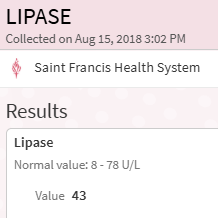 LIPASE
Collected on Aug 15, 2018 3:02 PM
Saint Francis Health System
Results
Lipase
Normal value: 8 - 78 U/L
Value 43